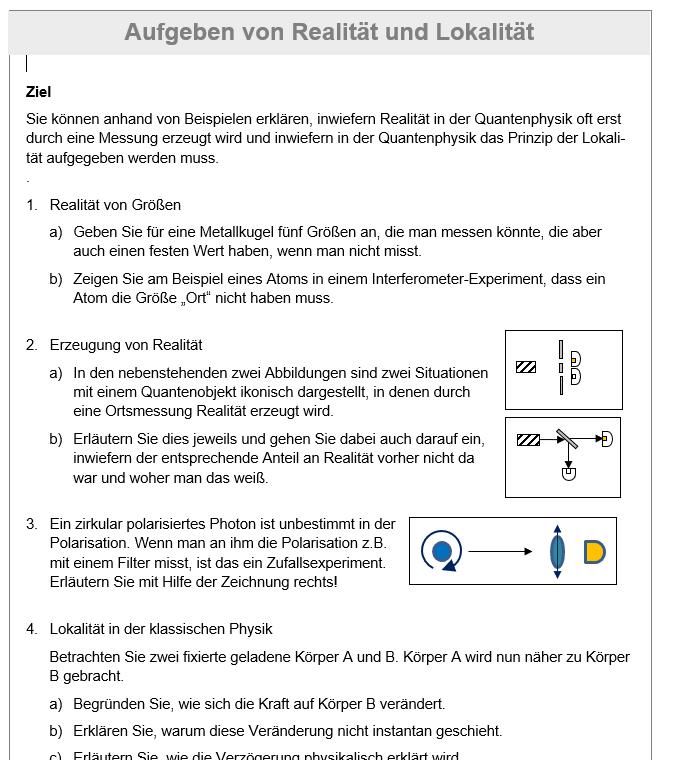 Aufgeben von Realität und Lokalität
Ziel
Sie können anhand von Beispielen erklären, inwiefern Realität in der Quantenphysik oft erst
durch eine Messung erzeugt wird und inwiefern in der Quantenphysik das Prinzip der Lokali-
tät aufgegeben werden muss.
.
1. Realität von Größen
a) Geben Sie für eine Metallkugel fünf Größen an, die man messen könnte, die aber
auch einen festen Wert haben, wenn man nicht misst.
b) Zeigen Sie am Beispiel eines Atoms in einem Interferometer-Experiment, dass ein
Atom die Größe „Ort“ nicht haben muss.
2. Erzeugung von Realität
a) In den nebenstehenden zwei Abbildungen sind zwei Situationen
mit einem Quantenobjekt ikonisch dargestellt, in denen durch
eine Ortsmessung Realität erzeugt wird.
b) Erläutern Sie dies jeweils und gehen Sie dabei auch darauf ein,
inwiefern der entsprechende Anteil an Realität vorher nicht da
war und woher man das weiß.
3. Ein zirkular polarisiertes Photon ist unbestimmt in der
Polarisation. Wenn man an ihm die Polarisation z.B.
mit einem Filter misst, ist das ein Zufallsexperiment.
Erläutern Sie mit Hilfe der Zeichnung rechts!
4. Lokalität in der klassischen Physik
Betrachten Sie zwei fixierte geladene Körper A und B. Körper A wird nun näher zu Körper
B gebracht.
a) Begründen Sie, wie sich die Kraft auf Körper B verändert.
b) Erklären Sie, warum diese Veränderung nicht instantan geschieht.
c) Erläutern Sie, wie die Verzögerung physikalisch erklärt wird